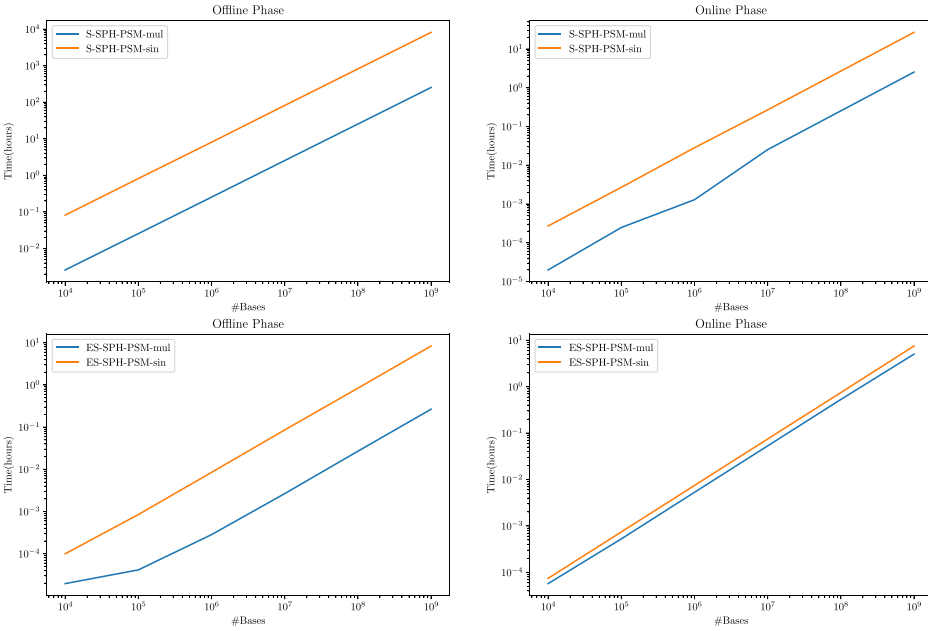 Offline Phase
S-SPH-PSM-mul
S-SPH-PSM-sin
Time(hours)
10^4
10^3
10^2
10^1
10^0
10^-1
10^-2
10^4 10^5 10^6 10^7 10^8 10^9
#Bases
Online Phase
S-SPH-PSM-mul
S-SPH-PSM-sin
Time(hours)
10^1
10^0
10^-1
10^-2
10^-3
10^-4
10^-5
10^4 10^5 10^6 10^7 10^8 10^9
#Bases
Offline Phase
ES-SPH-PSM-mul
ES-SPH-PSM-sin
Time(hours)
10^1
10^0
10^-1
10^-2
10^-3
10^-4
10^4 10^5 10^6 10^7 10^8 10^9
#Bases
Online Phase
ES-SPH-PSM-mul
ES-SPH-PSM-sin
Time(hours)
10^1
10^0
10^-1
10^-2
10^-3
10^-4
10^4 10^5 10^6 10^7 10^8 10^9
#Bases